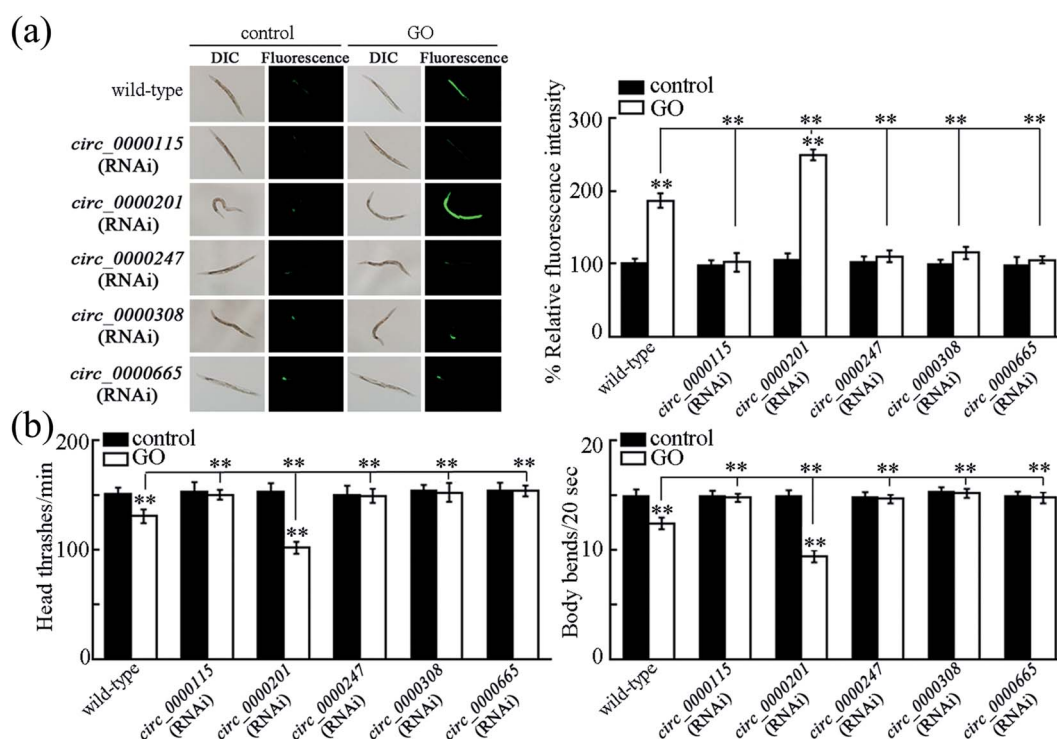 (a)
control GO
DIC Fluorescence DIC Fluorescence
wild-type
circ_0000115
(RNAi)
circ_0000201
(RNAi)
circ_0000247
(RNAi)
circ_0000308
(RNAi)
circ_0000665
(RNAi)
% Relative fluorescence intensity
300
200
100
0
control
GO
** ** ** ** **
**
**
wild-type
circ_0000115
(RNAi)
circ_0000201
(RNAi)
circ_0000247
(RNAi)
circ_0000308
(RNAi)
circ_0000665
(RNAi)
(b)
Head thrashes/min
200
100
0
control
GO
** ** ** ** **
**
**
wild-type
circ_0000115
(RNAi)
circ_0000201
(RNAi)
circ_0000247
(RNAi)
circ_0000308
(RNAi)
circ_0000665
(RNAi)
Body bends/20 sec
20
10
0
control
GO
** ** ** ** **
**
**
wild-type
circ_0000115
(RNAi)
circ_0000201
(RNAi)
circ_0000247
(RNAi)
circ_0000308
(RNAi)
circ_0000665
(RNAi)